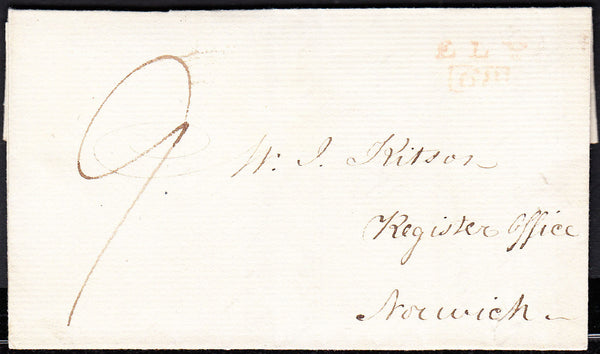 9
W: J. Kitson
Register Office
Norwich